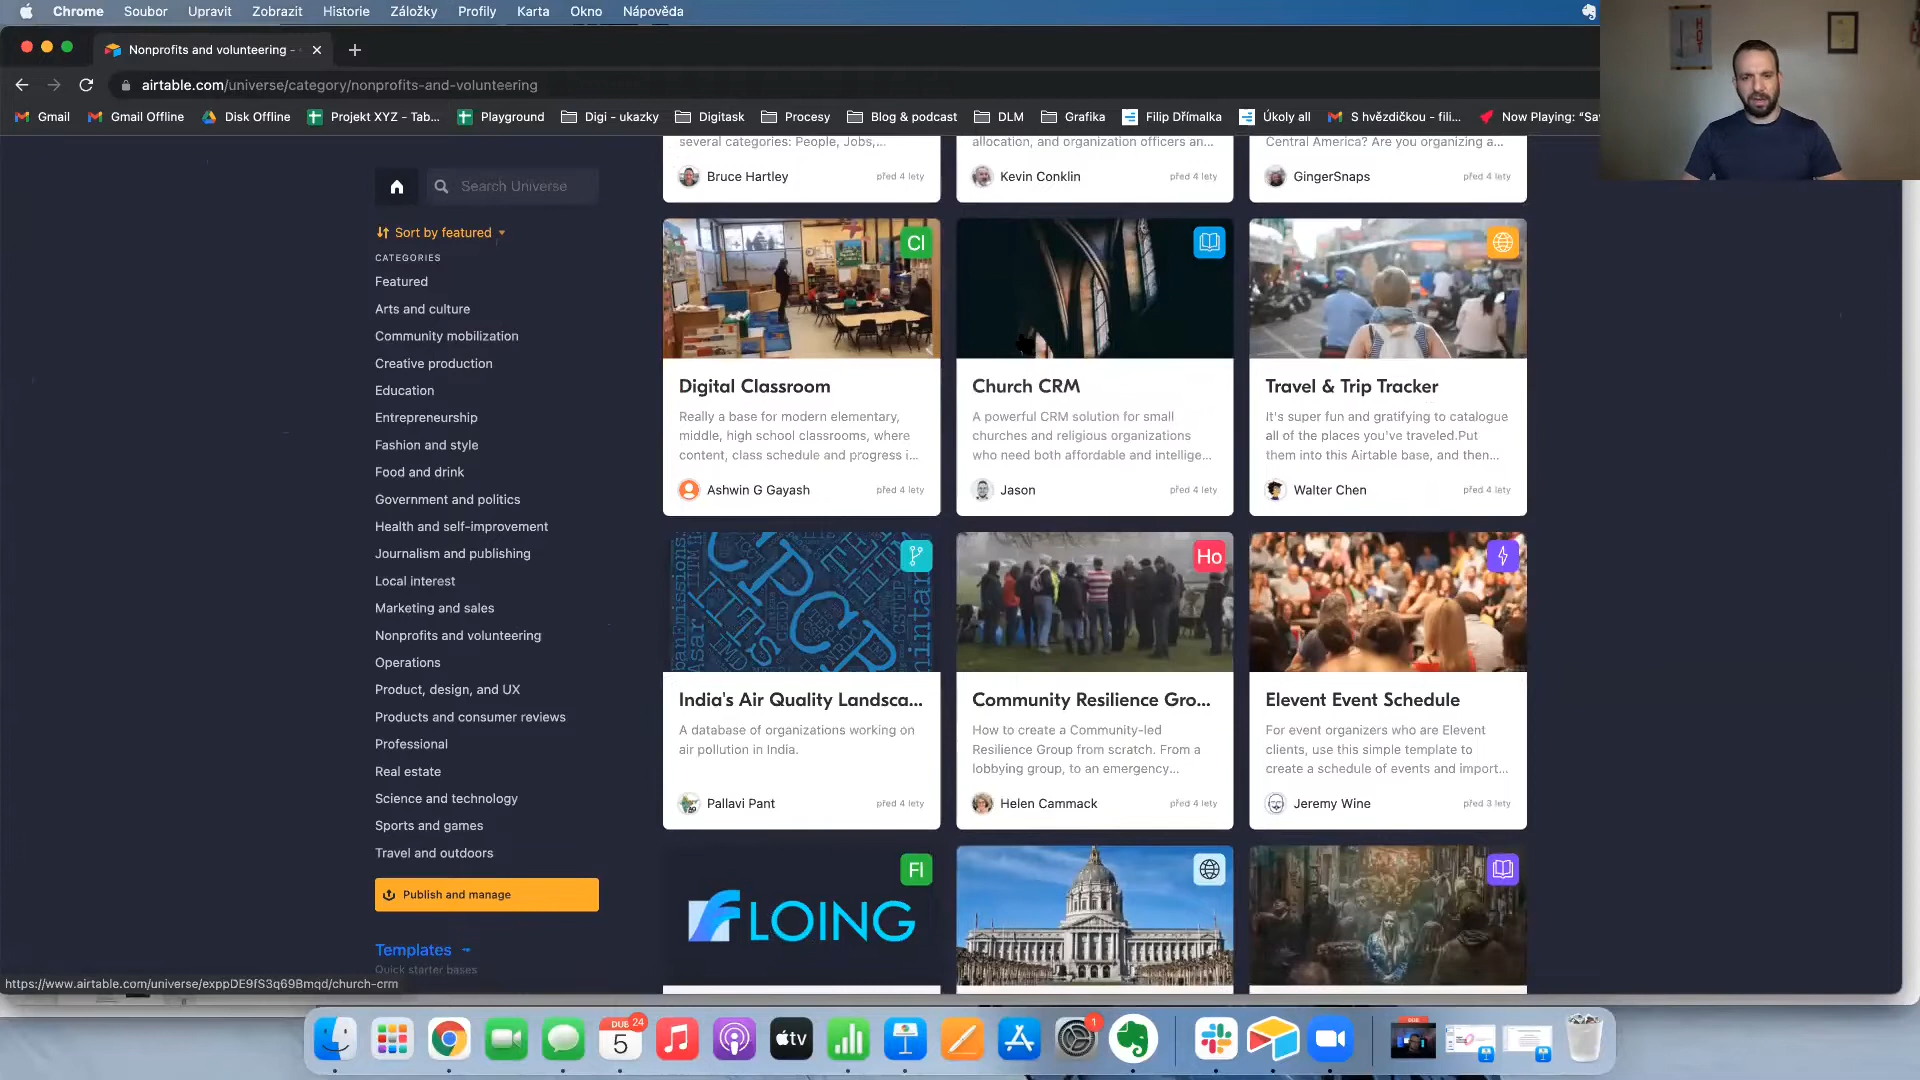 Chrome Soubor Upravit Zobrazit Historie Záložky Profily Karta Okno Nápověda
Nonprofits and volunteering -
airtable.com/universe/category/nonprofits-and-volunteering
Gmail Gmail Offline Disk Offline Projekt XYZ - Tab... Playground Digi - ukazky Digitask Procesy Blog & podcast DLM Grafika Filip Dřímalka Úkoly all S hvězdičkou - fili... Now Playing: "Sa
HOT
Search Universe
Sort by featured
CATEGORIES
Featured
Arts and culture
Community mobilization
Creative production
Education
Entrepreneurship
Fashion and style
Food and drink
Government and politics
Health and self-improvement
Journalism and publishing
Local interest
Marketing and sales
Nonprofits and volunteering
Operations
Product, design, and UX
Products and consumer reviews
Professional
Real estate
Science and technology
Sports and games
Travel and outdoors
Publish and manage
Templates
Quick starter bases
several categories: People, Jobs,...
Bruce Hartley před 4 lety
allocation, and organization officers an...
Kevin Conklin před 4 lety
Central America? Are you organizing a...
GingerSnaps před 4 lety
Cl
Digital Classroom
Really a base for modern elementary,
middle, high school classrooms, where
content, class schedule and progress i...
Ashwin G Gayash před 4 lety
Church CRM
A powerful CRM solution for small
churches and religious organizations
who need both affordable and intellige...
Jason před 4 lety
Travel & Trip Tracker
It's super fun and gratifying to catalogue
all of the places you've traveled.Put
them into this Airtable base, and then...
Walter Chen před 4 lety
CPCB
IITs
India's Air Quality Landsca...
A database of organizations working on
air pollution in India.
Pallavi Pant před 4 lety
Ho
Community Resilience Gro...
How to create a Community-led
Resilience Group from scratch. From a
lobbying group, to an emergency...
Helen Cammack před 4 lety
Elevent Event Schedule
For event organizers who are Elevent
clients, use this simple template to
create a schedule of events and import...
Jeremy Wine před 3 lety
Fl
FLOING
https://www.airtable.com/universe/exppDE9fS3q69Bmqd/church-crm
DUB 24
5
tv
1